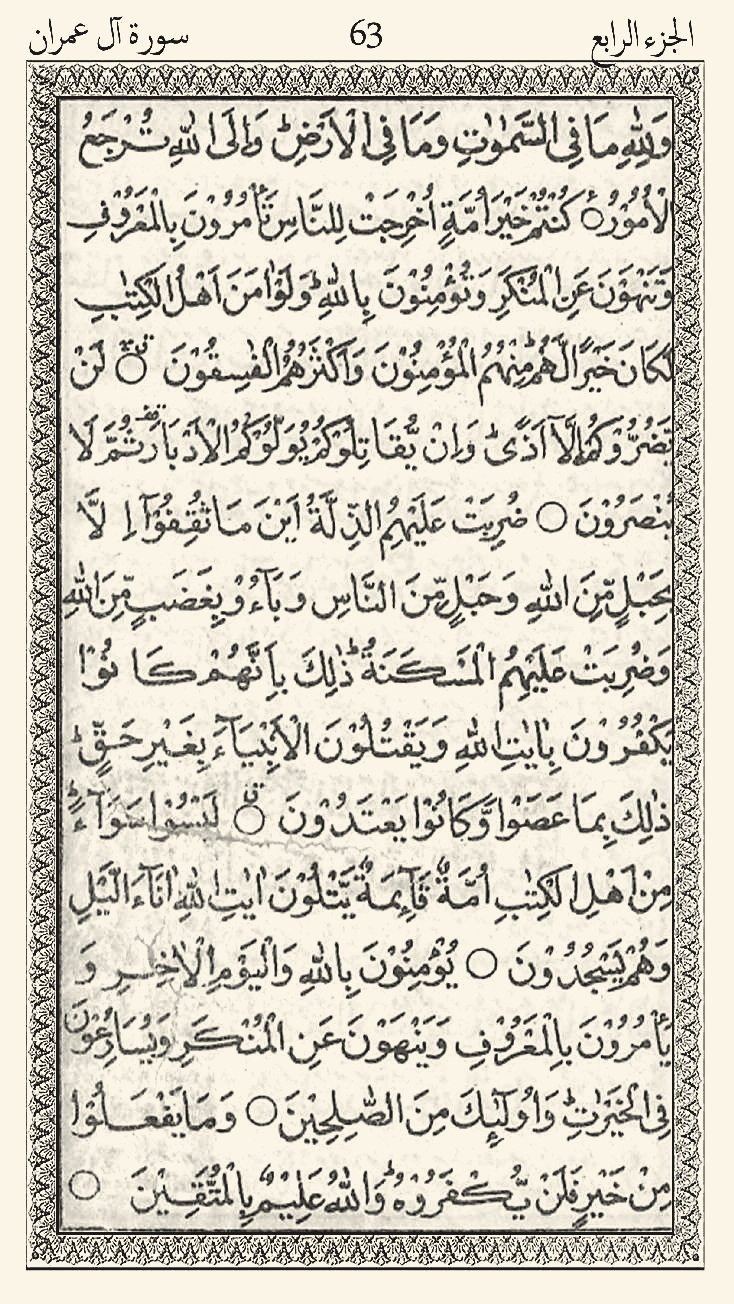 الجزء الرابع 63 سورة آل عمران
وَلِلّٰهِ مَا فِی السَّمٰوٰتِ وَمَا فِی الْاَرْضِ ؕ وَاِلَی اللّٰهِ تُرْجَعُ
الْاُمُوْرُ ۝ كُنْتُمْ خَیْرَ اُمَّةٍ اُخْرِجَتْ لِلنَّاسِ تَاْمُرُوْنَ بِالْمَعْرُوْفِ
وَتَنْهَوْنَ عَنِ الْمُنْكَرِ وَتُؤْمِنُوْنَ بِاللّٰهِ ؕ وَلَوْ اٰمَنَ اَهْلُ الْكِتٰبِ
لَكَانَ خَیْرًا لَّهُمْ ؕ مِنْهُمُ الْمُؤْمِنُوْنَ وَاَكْثَرُهُمُ الْفٰسِقُوْنَ ۝ لَنْ
یَّضُرُّوْكُمْ اِلَّاۤ اَذًی ؕ وَاِنْ یُّقَاتِلُوْكُمْ یُوَلُّوْكُمُ الْاَدْبَارَ ۫ ثُمَّ لَا
یُنْصَرُوْنَ ۝ ضُرِبَتْ عَلَیْهِمُ الذِّلَّةُ اَیْنَ مَا ثُقِفُوْۤا اِلَّا
بِحَبْلٍ مِّنَ اللّٰهِ وَحَبْلٍ مِّنَ النَّاسِ وَبَآءُوْ بِغَضَبٍ مِّنَ اللّٰهِ
وَضُرِبَتْ عَلَیْهِمُ الْمَسْكَنَةُ ؕ ذٰلِكَ بِاَنَّهُمْ كَانُوْا
یَكْفُرُوْنَ بِاٰیٰتِ اللّٰهِ وَیَقْتُلُوْنَ الْاَنْۢبِیَآءَ بِغَیْرِ حَقٍّ ؕ
ذٰلِكَ بِمَا عَصَوْا وَّكَانُوْا یَعْتَدُوْنَ ۝ لَیْسُوْا سَوَآءً ؕ
مِنْ اَهْلِ الْكِتٰبِ اُمَّةٌ قَآئِمَةٌ یَّتْلُوْنَ اٰیٰتِ اللّٰهِ اٰنَآءَ الَّیْلِ
وَهُمْ یَسْجُدُوْنَ ۝ یُؤْمِنُوْنَ بِاللّٰهِ وَالْیَوْمِ الْاٰخِرِ وَ
یَاْمُرُوْنَ بِالْمَعْرُوْفِ وَیَنْهَوْنَ عَنِ الْمُنْكَرِ وَیُسَارِعُوْنَ
فِی الْخَیْرٰتِ ؕ وَاُولٰٓئِكَ مِنَ الصّٰلِحِیْنَ ۝ وَمَا یَفْعَلُوْا
مِنْ خَیْرٍ فَلَنْ یُّكْفَرُوْهُ ؕ وَاللّٰهُ عَلِیْمٌۢ بِالْمُتَّقِیْنَ ۝